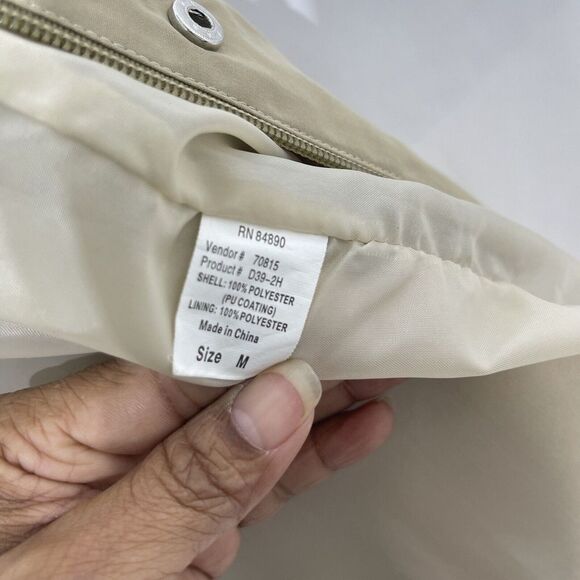 RN 84890
Vendor# 70815
Product# D39-2H
SHELL: 100% POLYESTER
(PU COATING)
LINING: 100% POLYESTER
Made in China
Size M